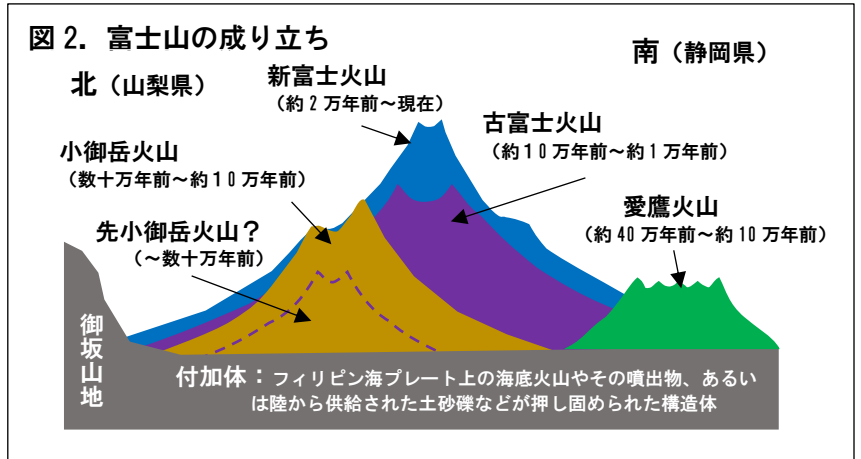 図2．富士山の成り立ち
北（山梨県）
南（静岡県）
新富士火山
（約2万年前～現在）
古富士火山
（約10万年前～約1万年前）
小御岳火山
（数十万年前～約10万年前）
愛鷹火山
（約40万年前～約10万年前）
先小御岳火山？
（～数十万年前）
御坂山地
付加体：フィリピン海プレート上の海底火山やその噴出物、あるい
は陸から供給された土砂礫などが押し固められた構造体